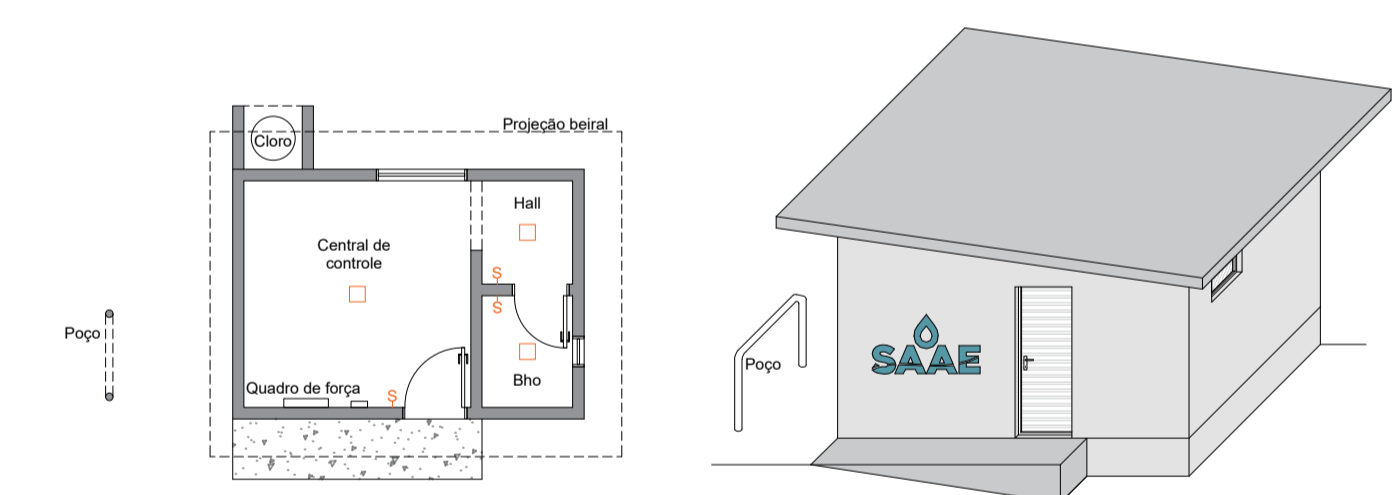 Cloro
Projeção beiral
Hall
Central de
controle
S
S
Poço
Quadro de força
S
Bho
SAAE
Poço